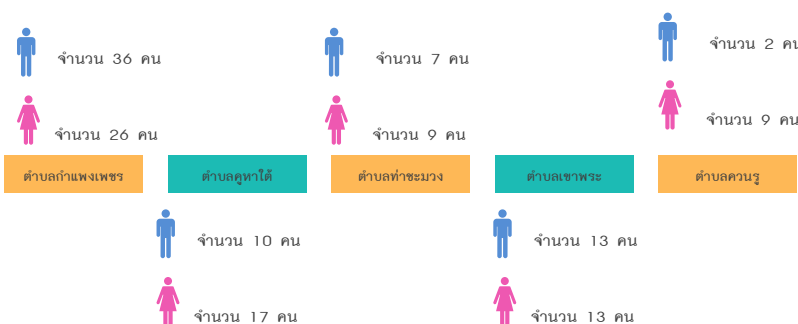 จำนวน 36 คน
จำนวน 26 คน
จำนวน 7 คน
จำนวน 9 คน
จำนวน 2 คน
จำนวน 9 คน
ตำบลกำแพงเพชร
ตำบลคูหาใต้
ตำบลท่าชะมวง
ตำบลเขาพระ
ตำบลควนรู
จำนวน 10 คน
จำนวน 17 คน
จำนวน 13 คน
จำนวน 13 คน